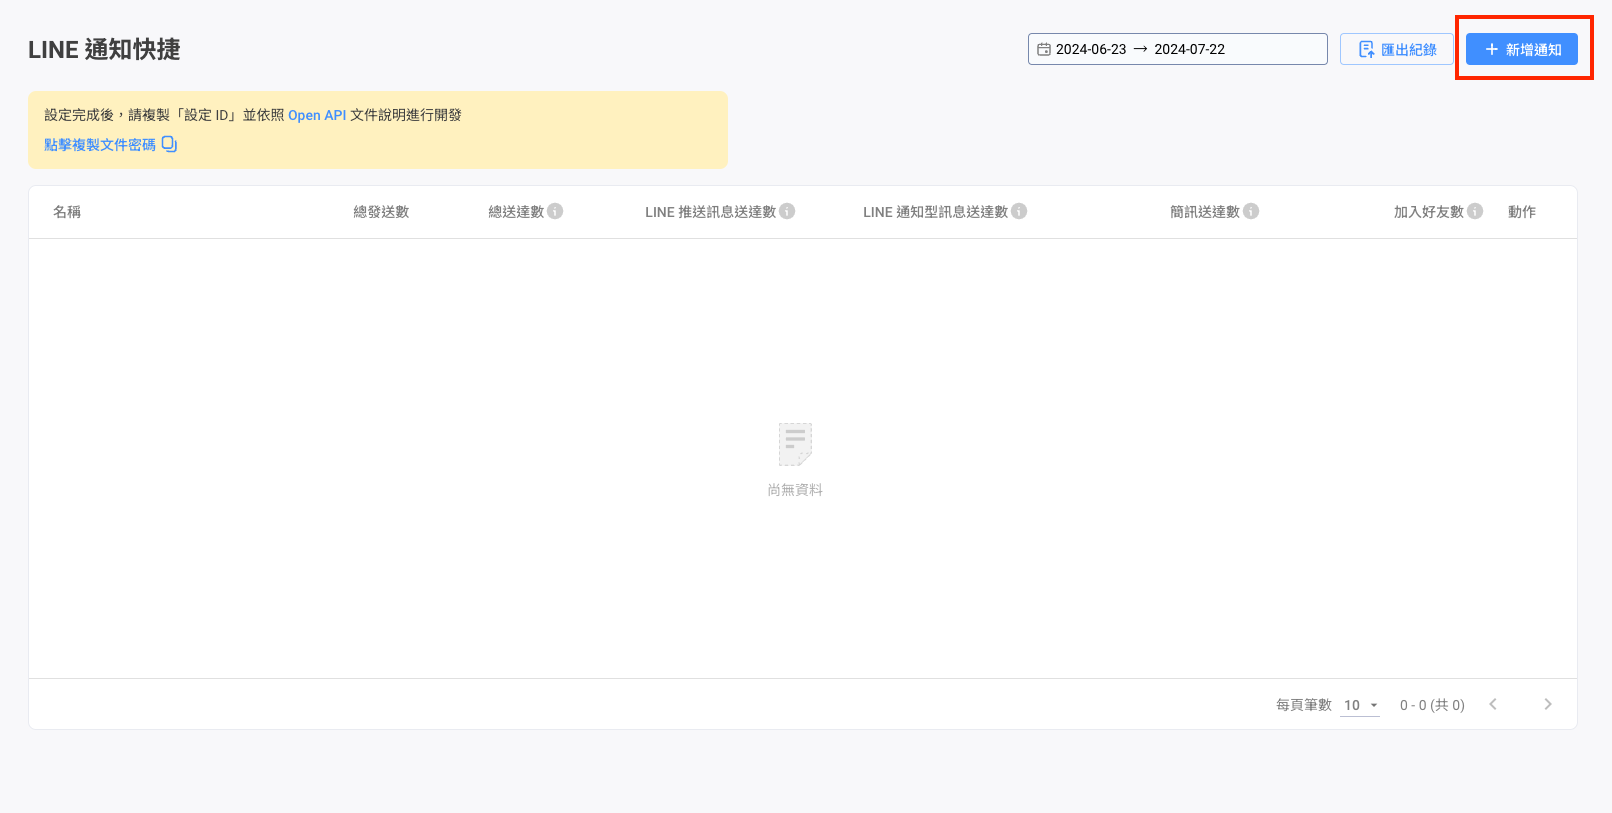 LINE 通知快捷
2024-06-23 → 2024-07-22
匯出紀錄
+ 新增通知
設定完成後，請複製「設定 ID」並依照 Open API 文件說明進行開發
點擊複製文件密碼
名稱 總發送數 總送達數 LINE 推送訊息送達數 LINE 通知型訊息送達數 簡訊送達數 加入好友數 動作
尚無資料
每頁筆數 10 0 - 0 (共 0)